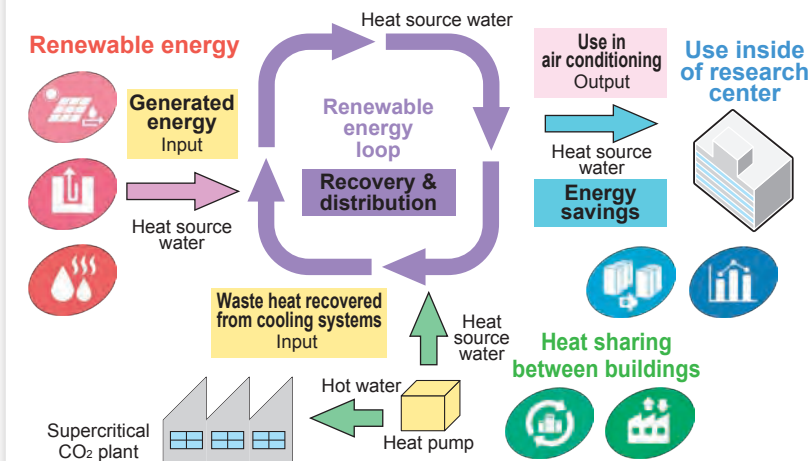 Heat source water
Renewable energy
Generated
energy
Input
Heat source
water
Renewable
energy
loop
Recovery &
distribution
Use in
air conditioning
Output
Heat source
water
Energy
savings
Use inside
of research
center
Waste heat recovered
from cooling systems
Input
Heat
source
water
Heat sharing
between buildings
Hot water
Heat pump
Supercritical
CO₂ plant